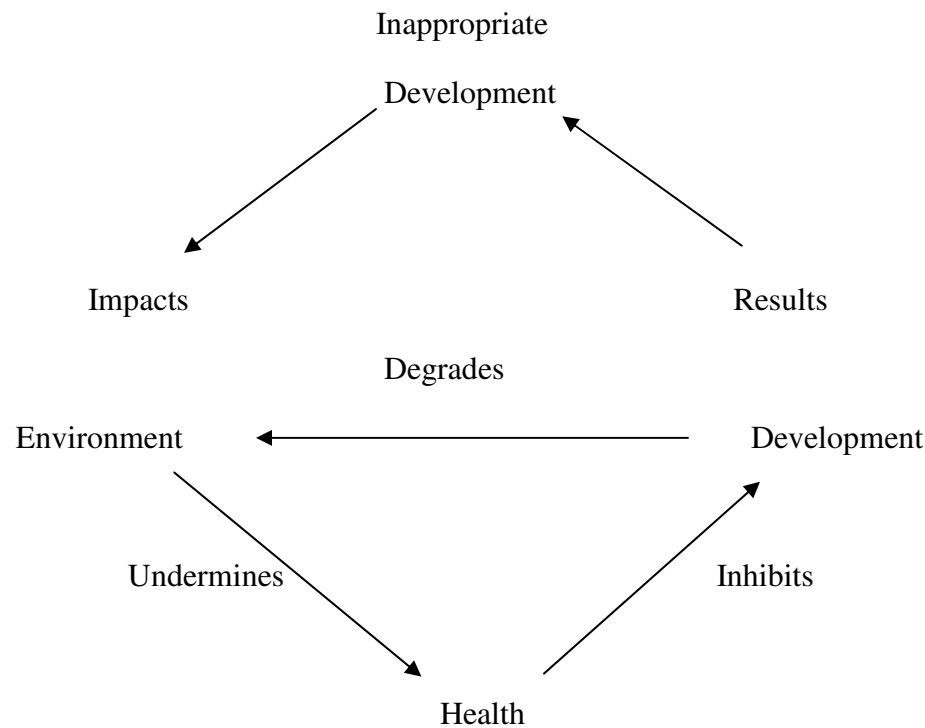 Inappropriate
Development
Impacts
Results
Degrades
Environment
Development
Undermines
Inhibits
Health